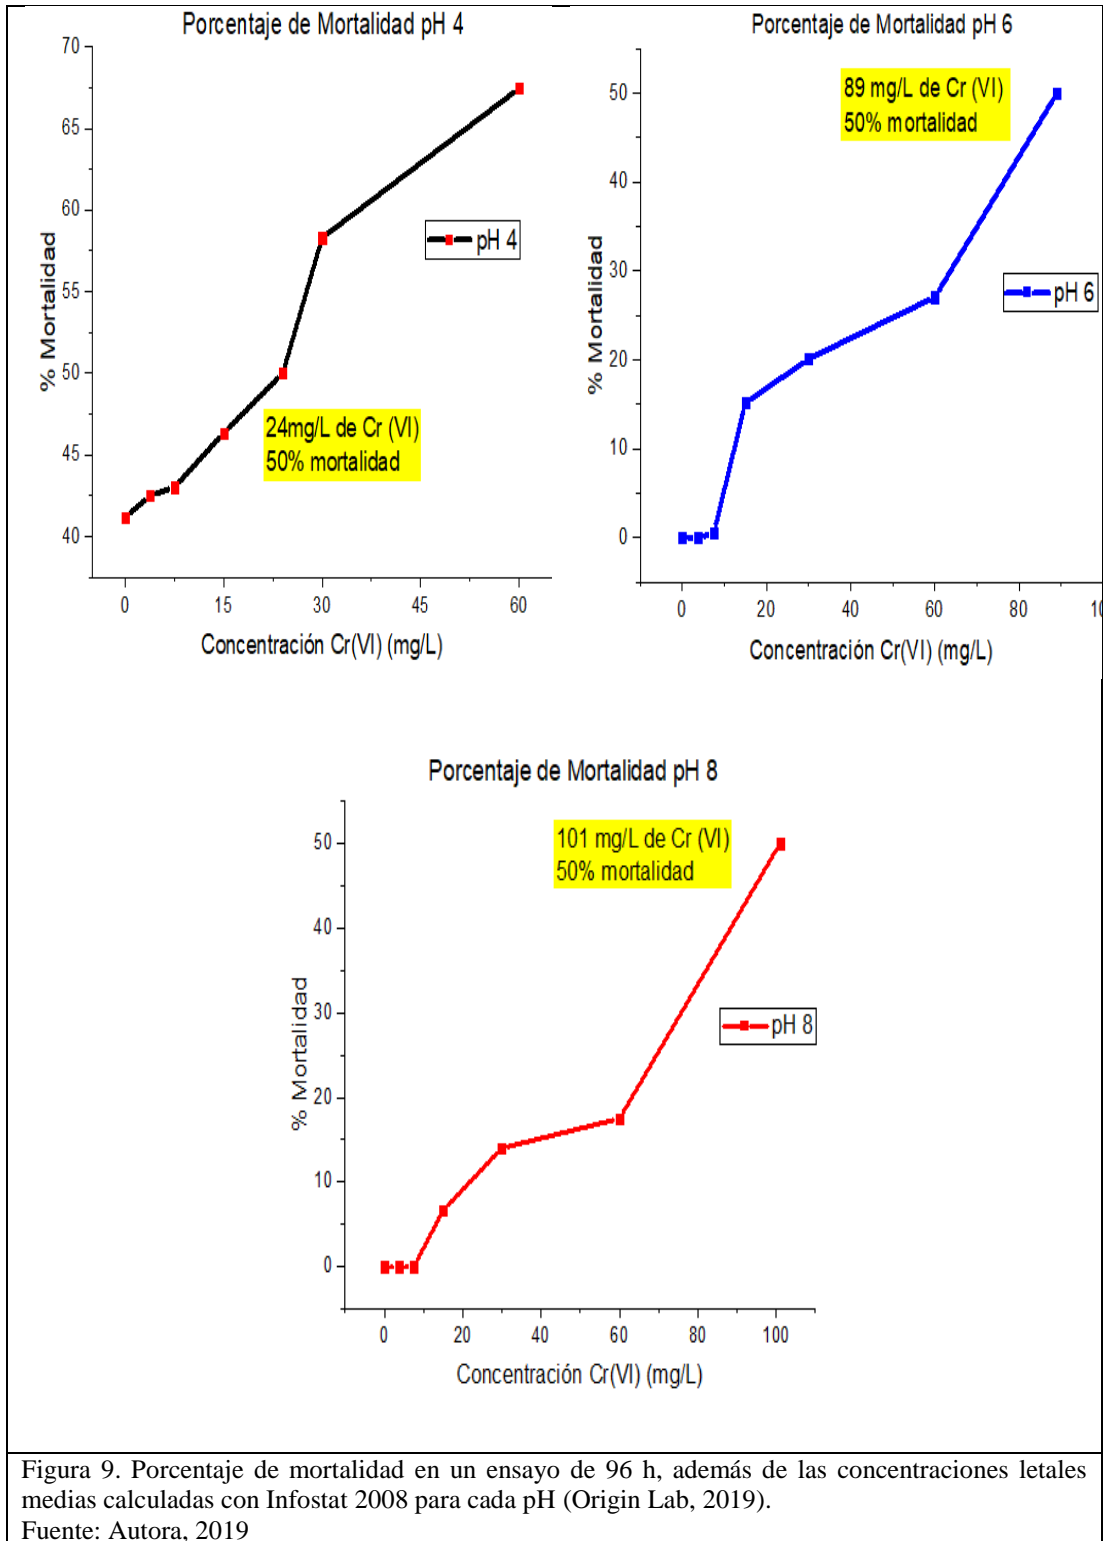 Porcentaje de Mortalidad pH 4
70
65
60
55
50
45
40
% Mortalidad
pH 4
24mg/L de Cr (VI)
50% mortalidad
0 15 30 45 60
Concentración Cr(VI) (mg/L)
Porcentaje de Mortalidad pH 6
50
40
30
20
10
0
% Mortalidad
89 mg/L de Cr (VI)
50% mortalidad
pH 6
0 20 40 60 80 10
Concentración Cr(VI) (mg/L)
Porcentaje de Mortalidad pH 8
50
40
30
20
10
0
% Mortalidad
101 mg/L de Cr (VI)
50% mortalidad
pH 8
0 20 40 60 80 100
Concentración Cr(VI) (mg/L)
Figura 9. Porcentaje de mortalidad en un ensayo de 96 h, además de las concentraciones letales
medias calculadas con Infostat 2008 para cada pH (Origin Lab, 2019).
Fuente: Autora, 2019